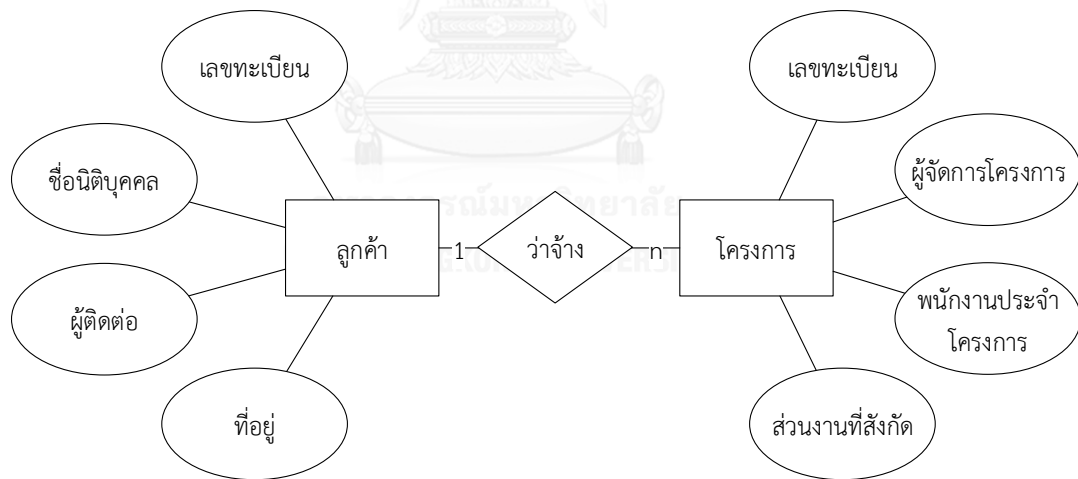 เลขทะเบียน
เลขทะเบียน
ชื่อนิติบุคคล
ผู้จัดการโครงการ
ลูกค้า
1
ว่าจ้าง
n
โครงการ
ผู้ติดต่อ
พนักงานประจำ
โครงการ
ที่อยู่
ส่วนงานที่สังกัด